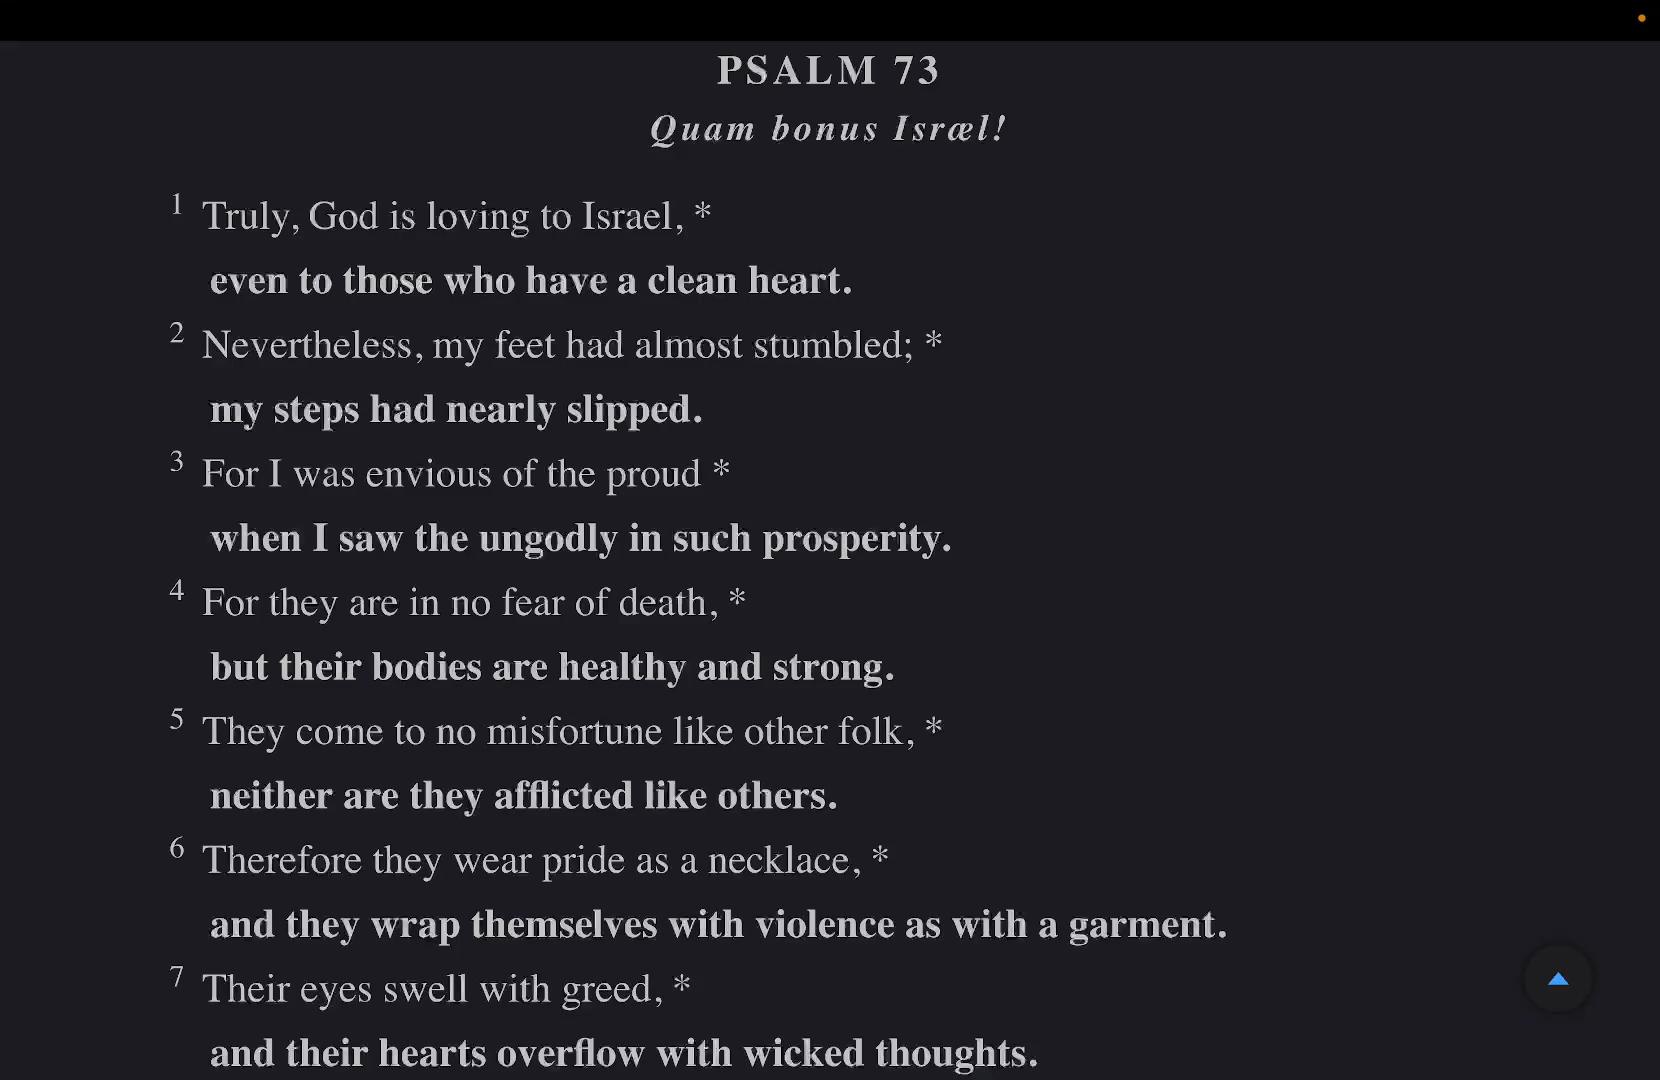 PSALM 73
Quam bonus Israel!
1 Truly, God is loving to Israel, *
even to those who have a clean heart.
2 Nevertheless, my feet had almost stumbled; *
my steps had nearly slipped.
3 For I was envious of the proud *
when I saw the ungodly in such prosperity.
4 For they are in no fear of death, *
but their bodies are healthy and strong.
5 They come to no misfortune like other folk, *
neither are they afflicted like others.
6 Therefore they wear pride as a necklace, *
and they wrap themselves with violence as with a garment.
7 Their eyes swell with greed, *
and their hearts overflow with wicked thoughts.